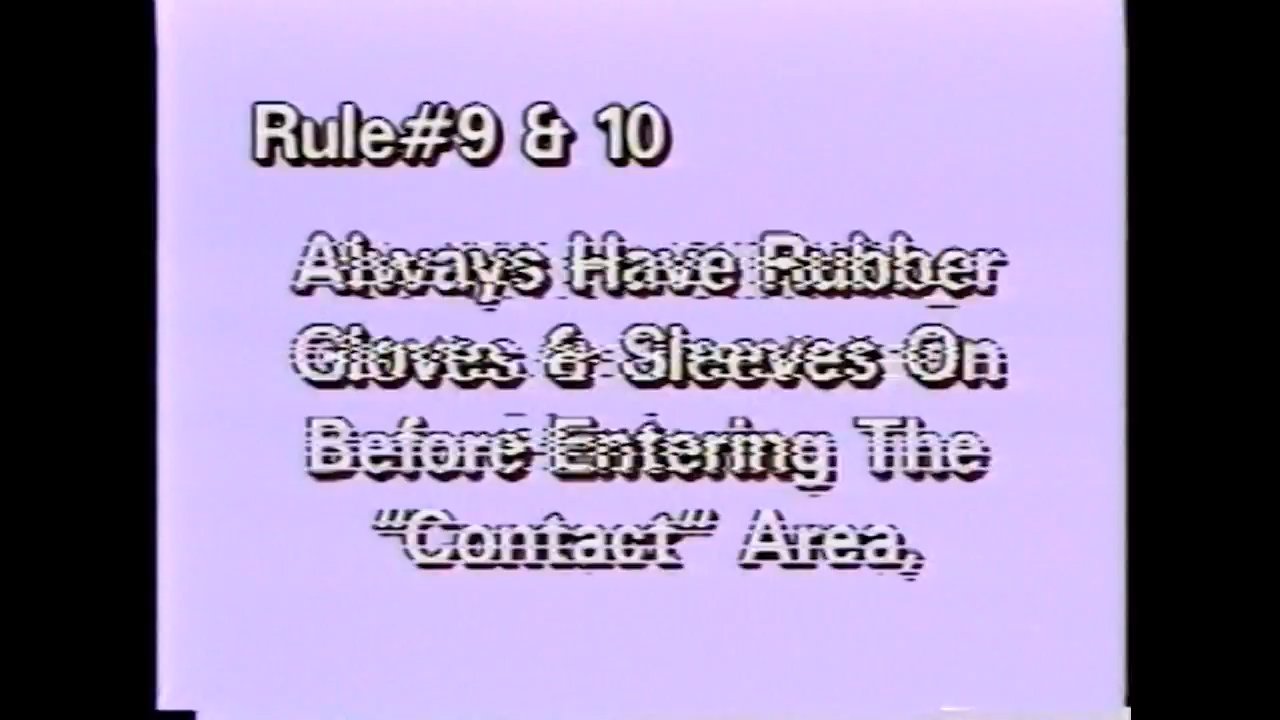 Rule#9 & 10
Always Have Rubber
Gloves & Sleeves On
Before Entering The
"Contact" Area,